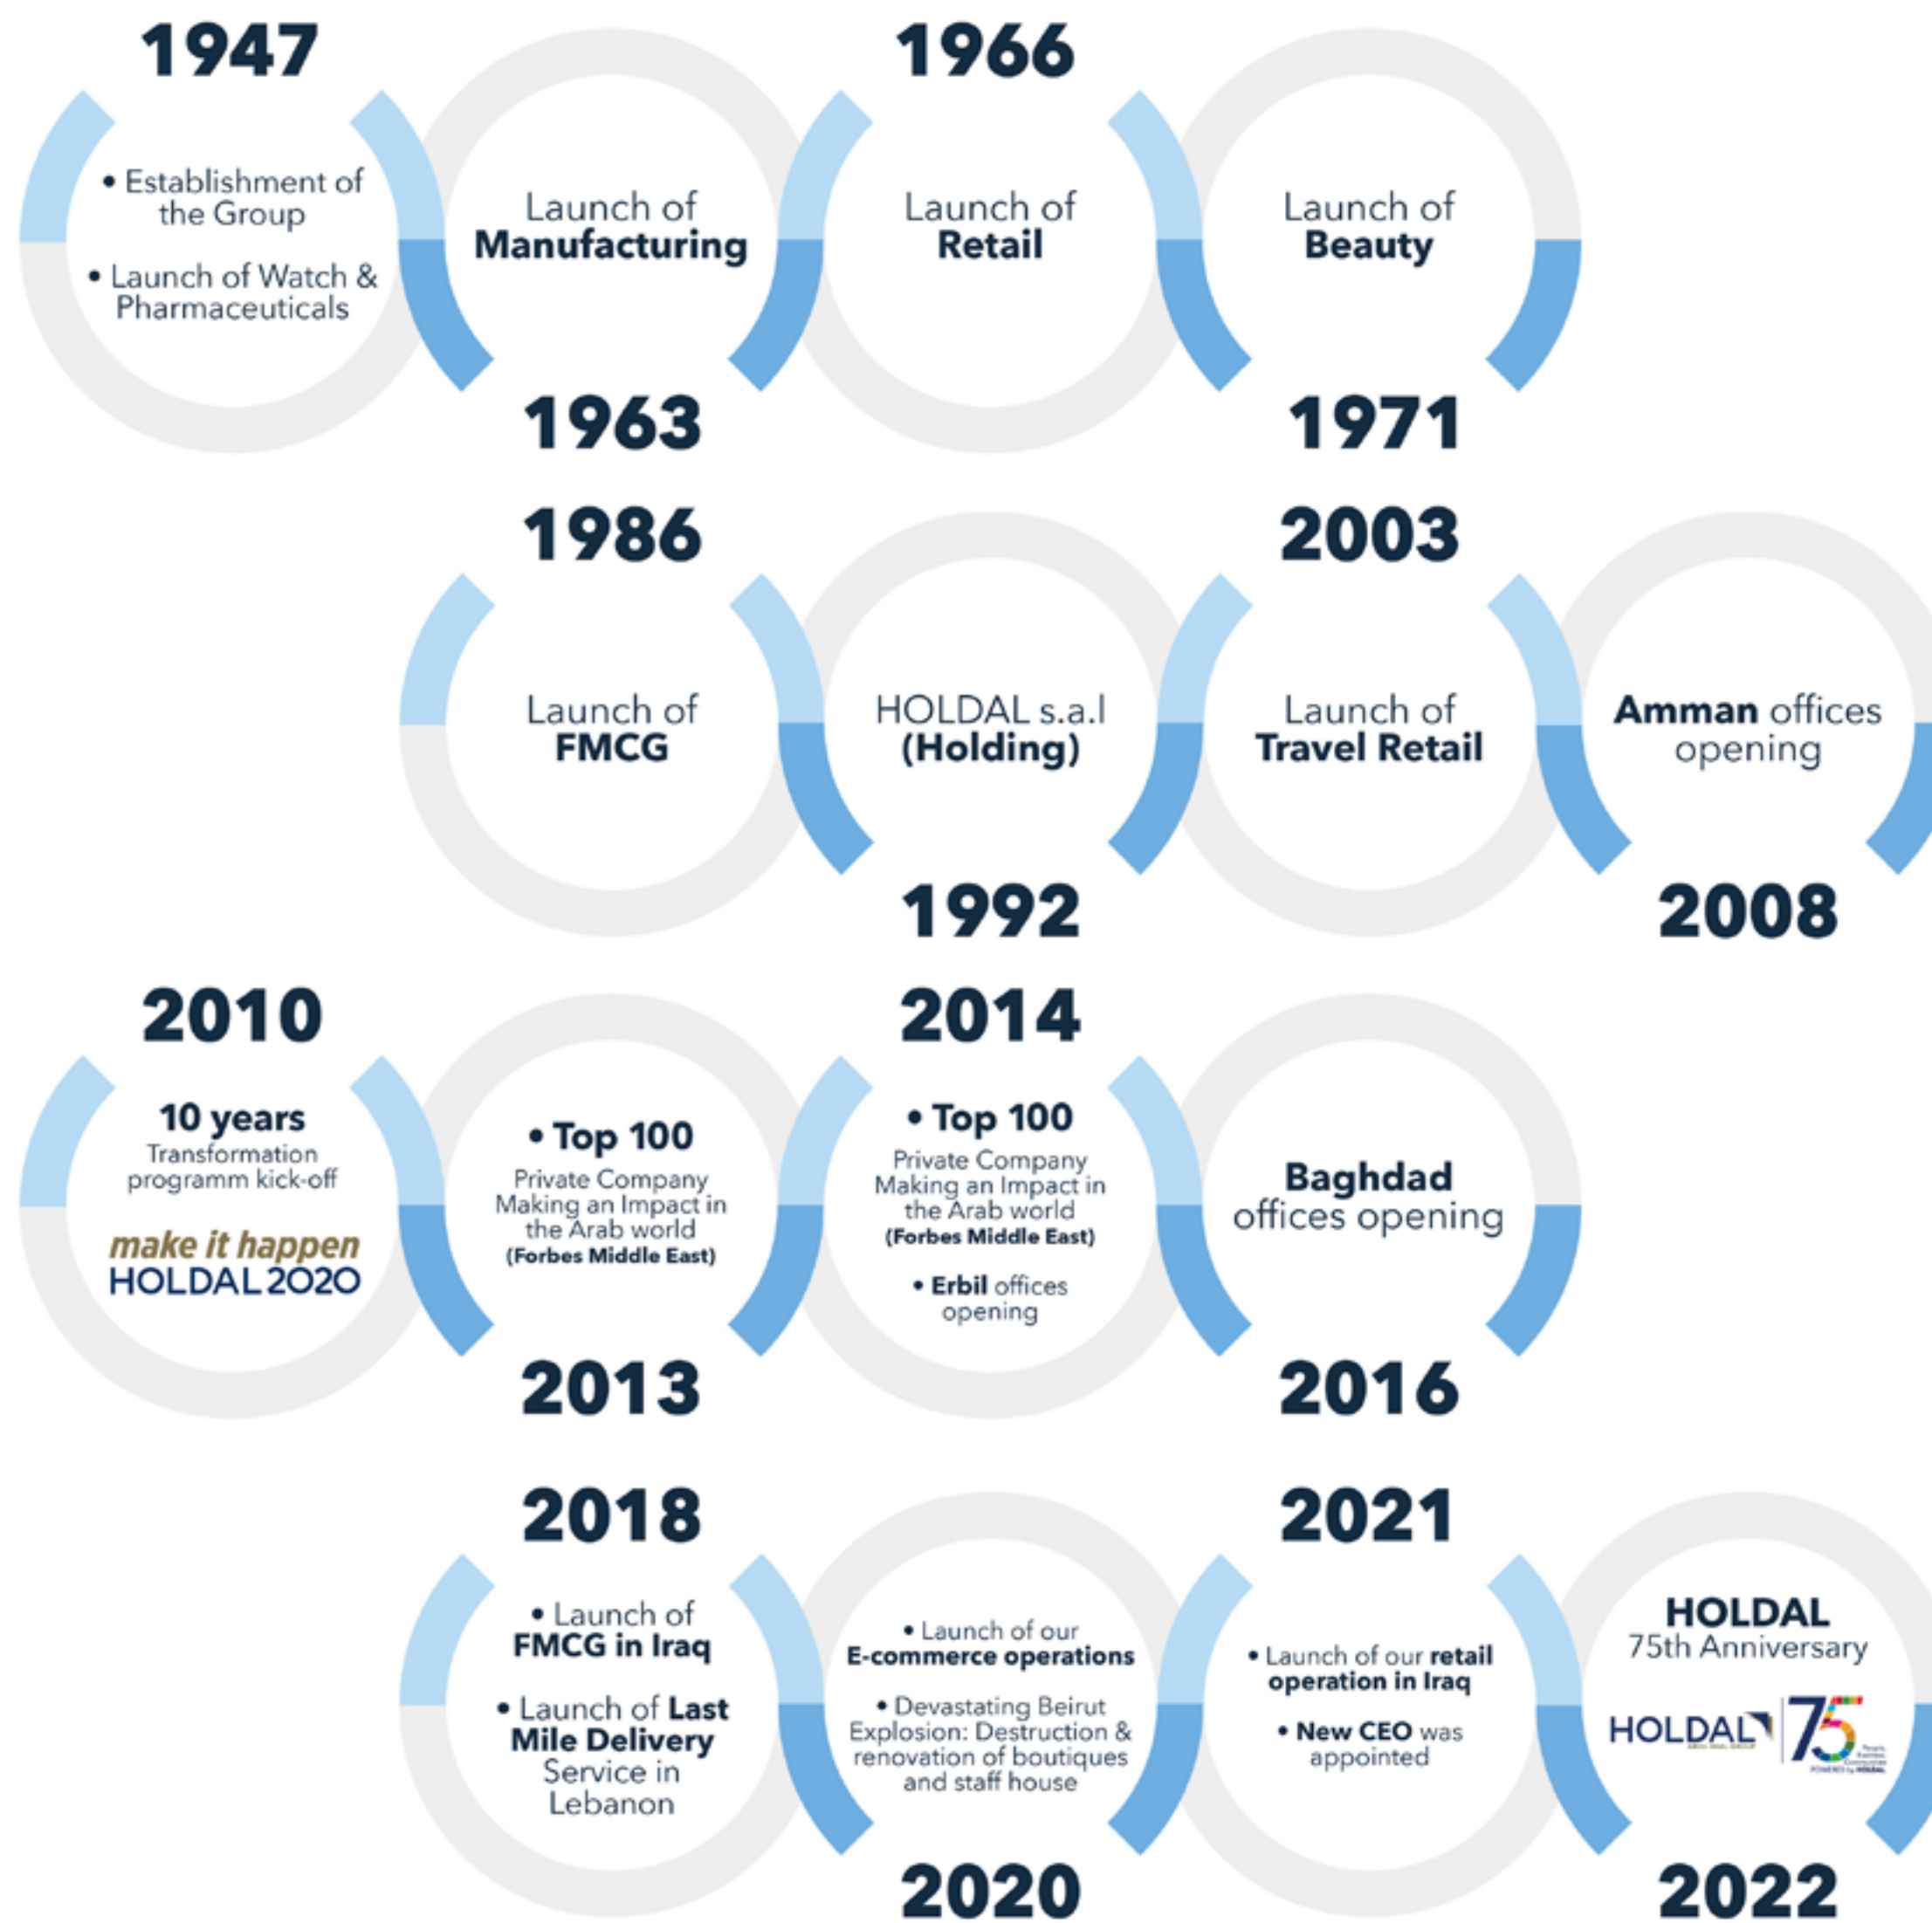 1947
• Establishment of
the Group
• Launch of Watch &
Pharmaceuticals
Launch of
Manufacturing
1963
1966
Launch of
Retail
Launch of
Beauty
1971
1986
Launch of
FMCG
HOLDAL s.a.l
(Holding)
1992
2003
Launch of
Travel Retail
Amman offices
opening
2008
2010
10 years
Transformation
programm kick-off
make it happen
HOLDAL 2020
• Top 100
Private Company
Making an Impact in
the Arab world
(Forbes Middle East)
2013
2014
• Top 100
Private Company
Making an Impact in
the Arab world
(Forbes Middle East)
• Erbil offices
opening
Baghdad
offices opening
2016
2018
• Launch of
FMCG in Iraq
• Launch of Last
Mile Delivery
Service in
Lebanon
• Launch of our
E-commerce operations
• Devastating Beirut
Explosion: Destruction &
renovation of boutiques
and staff house
2020
2021
• Launch of our retail
operation in Iraq
• New CEO was
appointed
HOLDAL
75th Anniversary
HOLDAL
75
POWERED by HOLDAL
2022